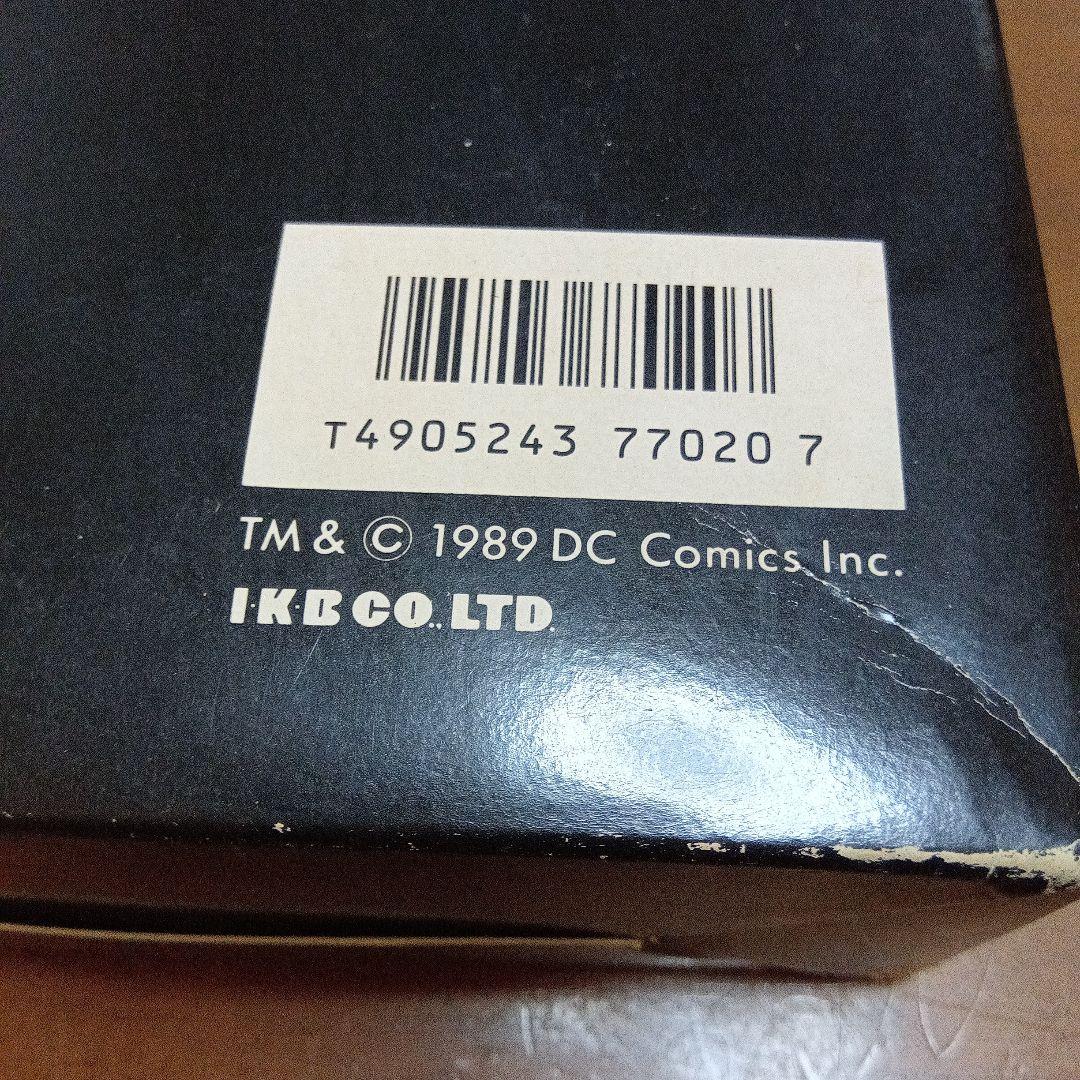 T4905243 77020 7
TM & © 1989 DC Comics Inc.
I·K·B CO., LTD.